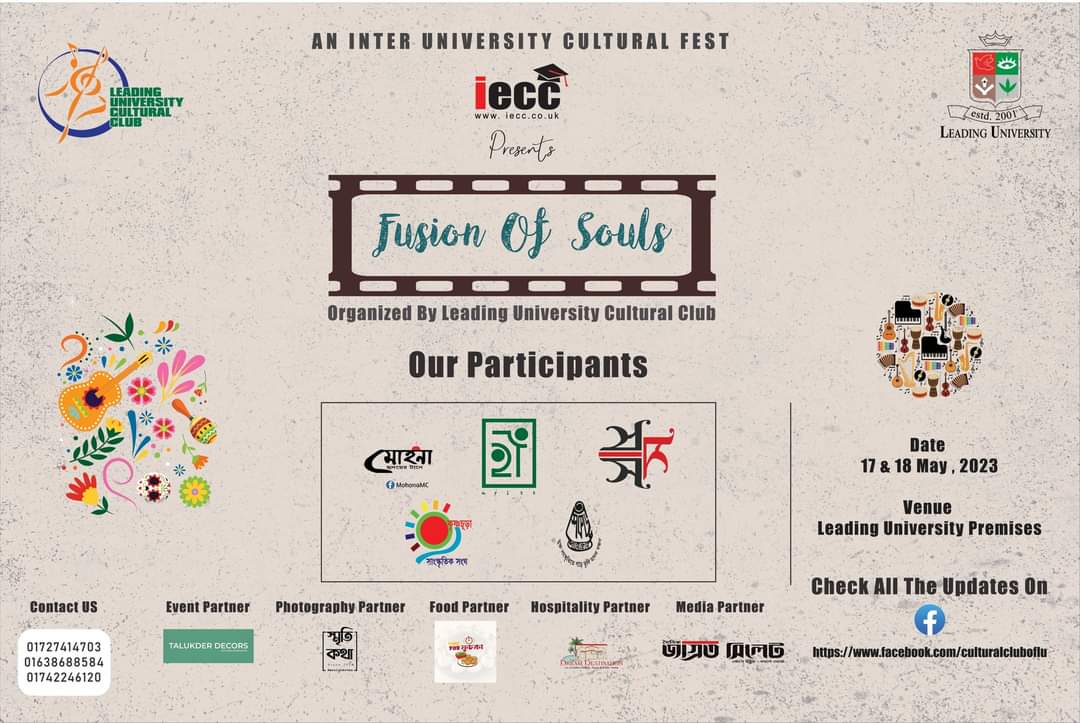 AN INTER UNIVERSITY CULTURAL FEST
LEADING
UNIVERSITY
CULTURAL
CLUB
iecc
www. iecc.co.uk
Presents
estd. 2001
LEADING UNIVERSITY
Fusion Of Souls
Organized By Leading University Cultural Club
Our Participants
মোহনা
MohonaMC
কৃষ্ণচূড়া
সাংস্কৃতিক সংঘ
Date
17 & 18 May , 2023
Venue
Leading University Premises
Check All The Updates On
https://www.facebook.com/culturalcluboflu
Contact US
01727414703
01638688584
01742246120
Event Partner
TALUKDER DECORS
Photography Partner
স্মৃতি
কথা
Food Partner
Hospitality Partner
DREAM DESTINATION
Media Partner
জাগ্রত সিলেট